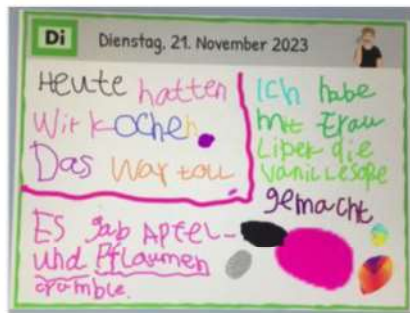 Di
Dienstag, 21. November 2023
Heute hatten
Wir kochen.
Das war toll
Ich habe
mit Frau
Liper die
vanillesoße
gemacht
ES gab Apfel-
und Pflaumen
cramble.